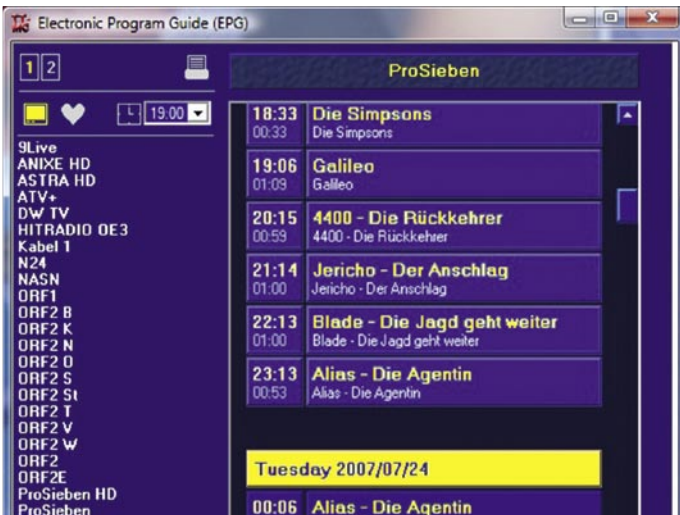 EPG
Electronic Program Guide (EPG)
1 2
19:00
9Live
ANIXE HD
ASTRA HD
ATV+
DW TV
HITRADIO OE3
Kabel 1
N24
NASN
ORF1
ORF2 B
ORF2 K
ORF2 N
ORF2 O
ORF2 S
ORF2 St
ORF2 T
ORF2 V
ORF2 W
ORF2
ORF2E
ProSieben HD
ProSieben
ProSieben
18:33 Die Simpsons
00:33 Die Simpsons
19:06 Galileo
01:09 Galileo
20:15 4400 - Die Rückkehrer
00:59 4400 - Die Rückkehrer
21:14 Jericho - Der Anschlag
01:00 Jericho - Der Anschlag
22:13 Blade - Die Jagd geht weiter
01:00 Blade - Die Jagd geht weiter
23:13 Alias - Die Agentin
00:53 Alias - Die Agentin
Tuesday 2007/07/24
00:06 Alias - Die Agentin